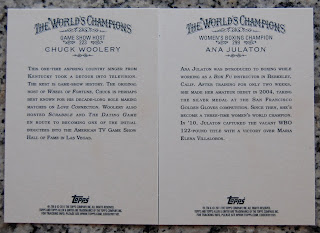 THE WORLD'S CHAMPIONS
GAME SHOW HOST
CHUCK WOOLERY
THIS ONE-TIME ASPIRING COUNTRY SINGER FROM
KENTUCKY TOOK A DETOUR INTO TELEVISION.
THE REST IS GAME-SHOW HISTORY. THE ORIGINAL
HOST OF WHEEL OF FORTUNE, CHUCK IS PERHAPS
BEST KNOWN FOR HIS DECADE-LONG REIGN MAKING
MATCHES ON LOVE CONNECTION. WOOLERY ALSO
HOSTED SCRABBLE AND THE DATING GAME
EN ROUTE TO BECOMING ONE OF THE INITIAL
INDUCTEES INTO THE AMERICAN TV GAME SHOW
HALL OF FAME IN LAS VEGAS.
Topps
THE WORLD'S CHAMPIONS
WOMEN'S BOXING CHAMPION
ANA JULATON
ANA JULATON WAS INTRODUCED TO BOXING WHILE
WORKING AS A BOK FU INSTRUCTOR IN BERKELEY,
CALIF. AFTER TRAINING FOR ONLY TWO WEEKS,
SHE MADE HER AMATEUR DEBUT IN 2004, TAKING
THE SILVER MEDAL AT THE SAN FRANCISCO
GOLDEN GLOVES COMPETITION. SINCE THEN, SHE'S
BECOME A THREE-TIME WOMEN'S WORLD CHAMPION.
IN '10, JULATON CAPTURED THE VACANT WBO
122-POUND TITLE WITH A VICTORY OVER MARIA
ELENA VILLALOBOS.
Topps